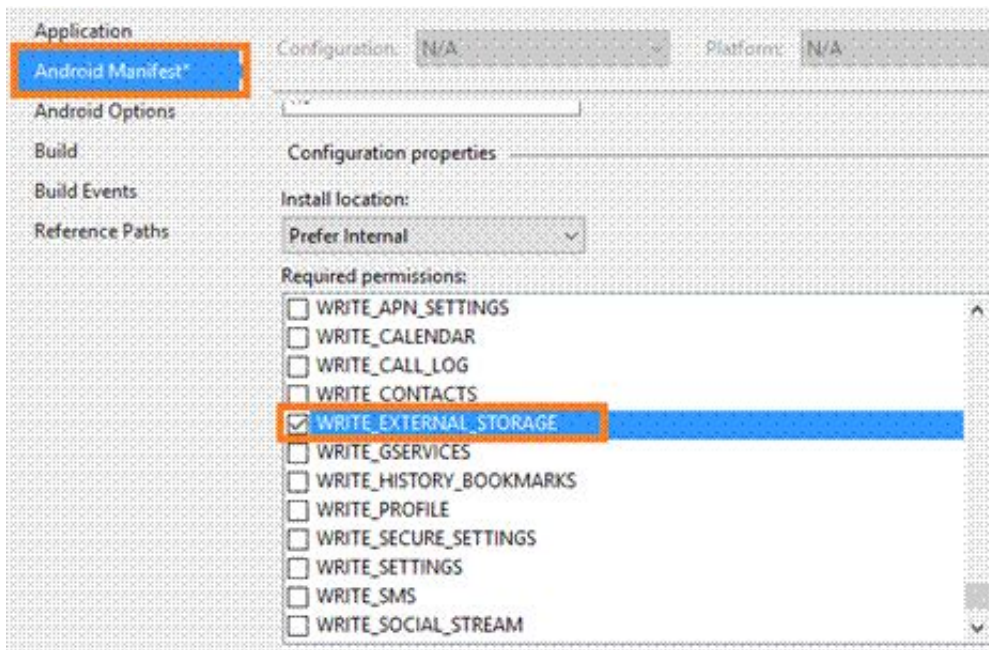 Application
Android Manifest*
Android Options
Build
Build Events
Reference Paths
Configuration: N/A Platform: N/A
Configuration properties
Install location:
Prefer Internal
Required permissions:
WRITE_APN_SETTINGS
WRITE_CALENDAR
WRITE_CALL_LOG
WRITE_CONTACTS
WRITE_EXTERNAL_STORAGE
WRITE_GSERVICES
WRITE_HISTORY_BOOKMARKS
WRITE_PROFILE
WRITE_SECURE_SETTINGS
WRITE_SETTINGS
WRITE_SMS
WRITE_SOCIAL_STREAM